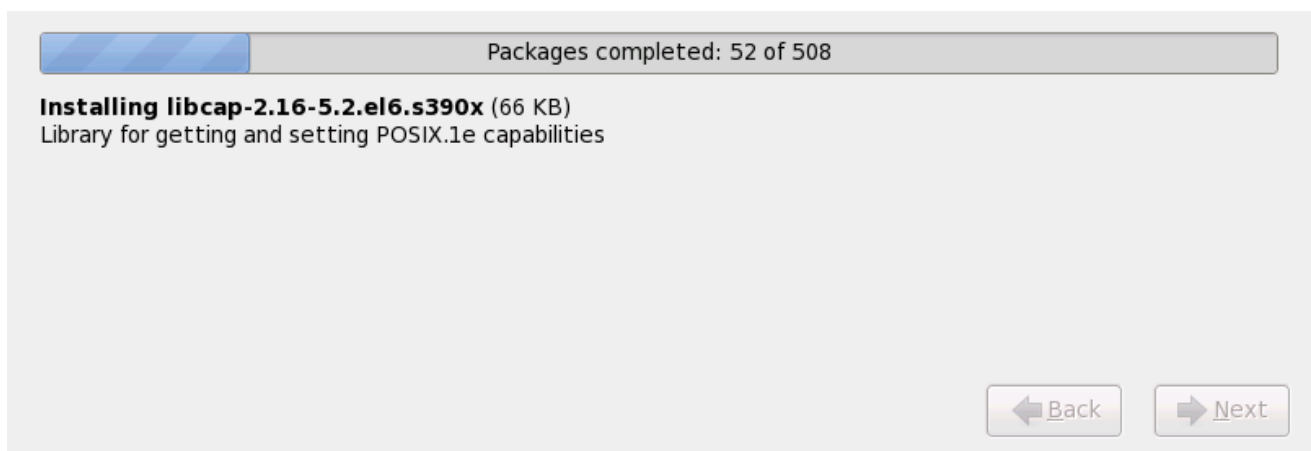 Packages completed: 52 of 508
Installing libcap-2.16-5.2.el6.s390x (66 KB)
Library for getting and setting POSIX.1e capabilities
Back
Next